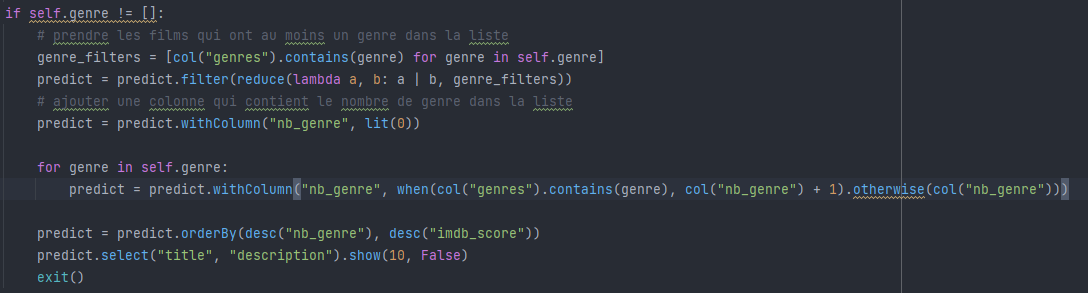 if self.genre != []:
    # prendre les films qui ont au moins un genre dans la liste
    genre_filters = [col("genres").contains(genre) for genre in self.genre]
    predict = predict.filter(reduce(lambda a, b: a | b, genre_filters))
    # ajouter une colonne qui contient le nombre de genre dans la liste
    predict = predict.withColumn("nb_genre", lit(0))
    for genre in self.genre:
        predict = predict.withColumn("nb_genre", when(col("genres").contains(genre), col("nb_genre") + 1).otherwise(col("nb_genre")))
    predict = predict.orderBy(desc("nb_genre"), desc("imdb_score"))
    predict.select("title", "description").show(10, False)
    exit()